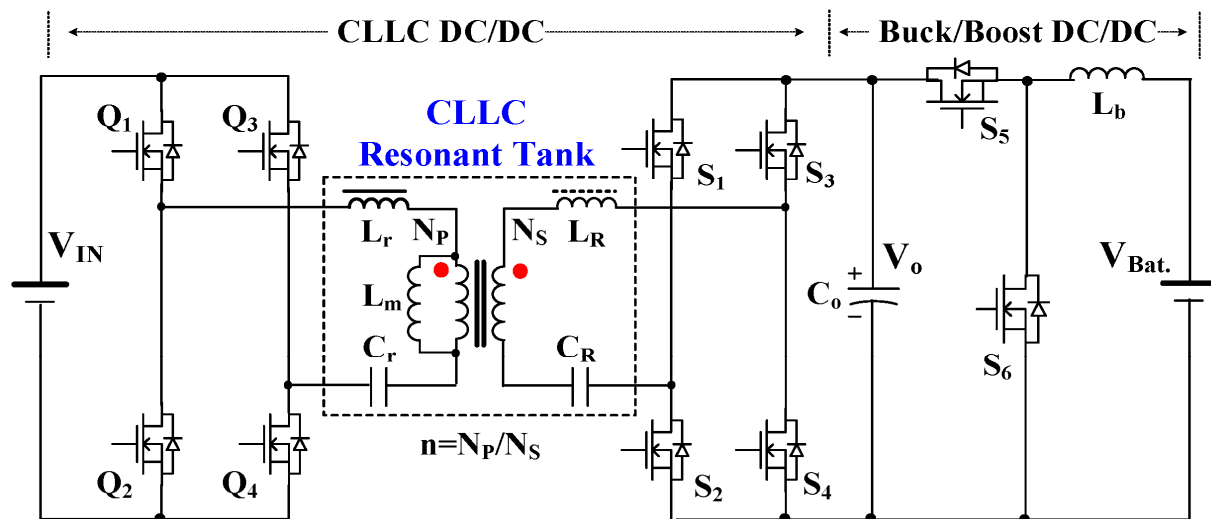 CLLC DC/DC
Buck/Boost DC/DC
Q1
Q3
CLLC
Resonant Tank
S1
S3
S5
Lb
VIN
Lr
NP
NS
LR
Lm
Cr
CR
Co
+
−
Vo
VBat.
S6
n=NP/NS
Q2
Q4
S2
S4